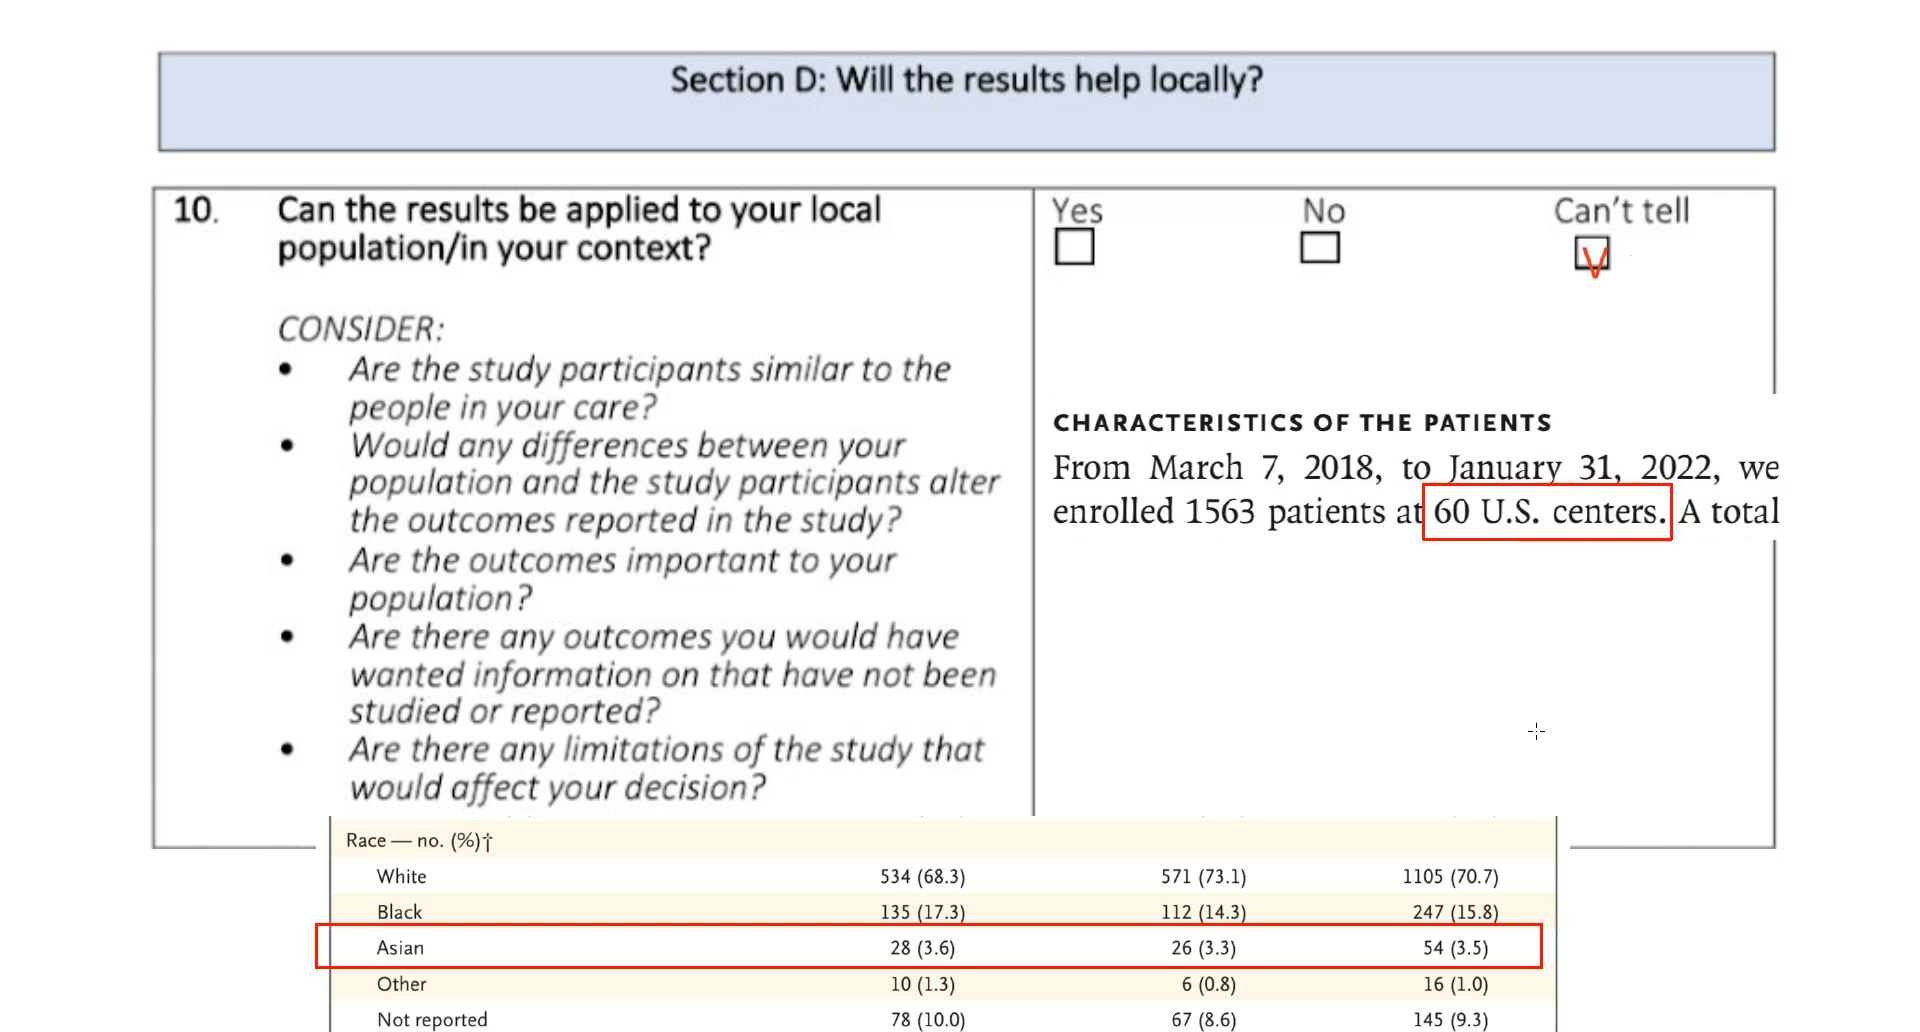 Section D: Will the results help locally?
10. Can the results be applied to your local
population/in your context?
Yes No Can't tell
V
CONSIDER:
• Are the study participants similar to the
people in your care?
• Would any differences between your
population and the study participants alter
the outcomes reported in the study?
• Are the outcomes important to your
population?
• Are there any outcomes you would have
wanted information on that have not been
studied or reported?
• Are there any limitations of the study that
would affect your decision?
CHARACTERISTICS OF THE PATIENTS
From March 7, 2018, to January 31, 2022, we
enrolled 1563 patients at 60 U.S. centers. A total
Race — no. (%)†
White 534 (68.3) 571 (73.1) 1105 (70.7)
Black 135 (17.3) 112 (14.3) 247 (15.8)
Asian 28 (3.6) 26 (3.3) 54 (3.5)
Other 10 (1.3) 6 (0.8) 16 (1.0)
Not reported 78 (10.0) 67 (8.6) 145 (9.3)